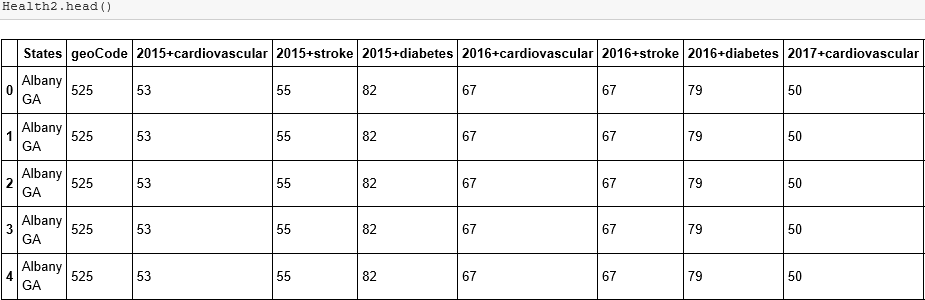 Health2.head()
States geoCode 2015+cardiovascular 2015+stroke 2015+diabetes 2016+cardiovascular 2016+stroke 2016+diabetes 2017+cardiovascular
0 Albany GA 525 53 55 82 67 67 79 50
1 Albany GA 525 53 55 82 67 67 79 50
2 Albany GA 525 53 55 82 67 67 79 50
3 Albany GA 525 53 55 82 67 67 79 50
4 Albany GA 525 53 55 82 67 67 79 50